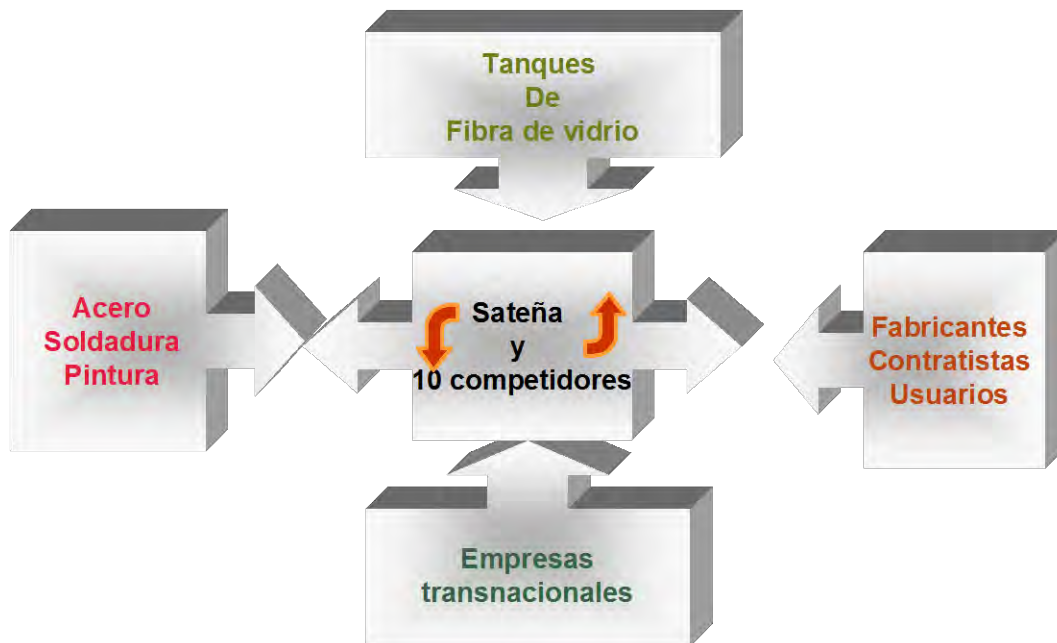 Tanques
De
Fibra de vidrio
Acero
Soldadura
Pintura
Sateña
y
10 competidores
Fabricantes
Contratistas
Usuarios
Empresas
transnacionales